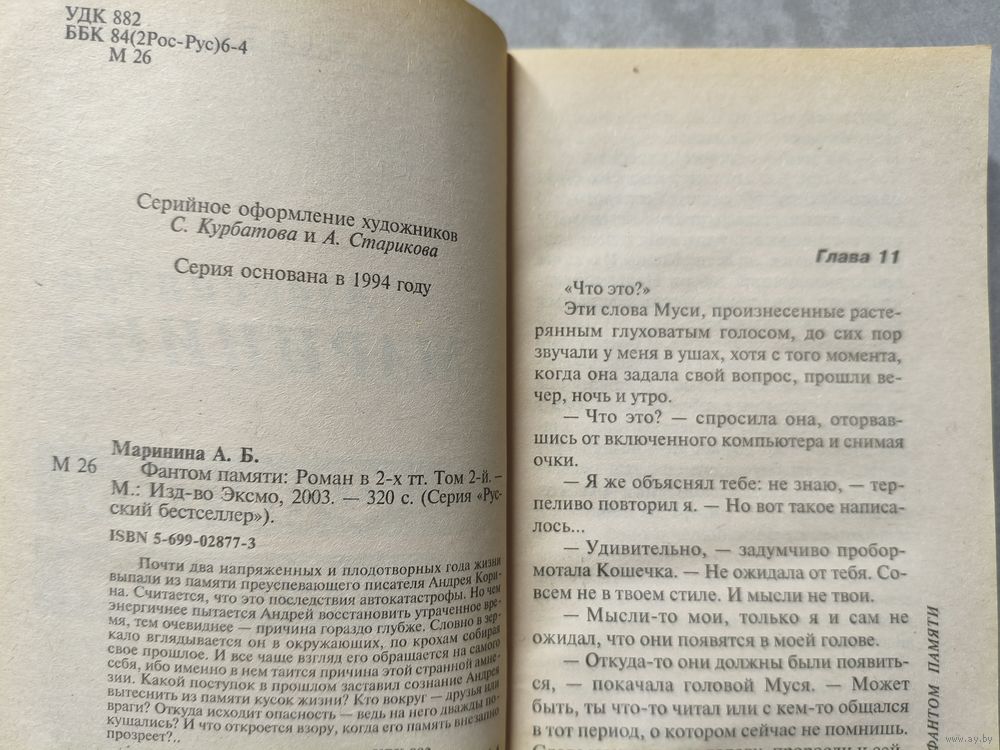 УДК 882
ББК 84(2Рос-Рус)6-4
М 26
Серийное оформление художников
С. Курбатова и А. Старикова
Серия основана в 1994 году
Маринина А. Б.
М 26
Фантом памяти: Роман в 2-х тт. Том 2-й. —
М.: Изд-во Эксмо, 2003. — 320 с. (Серия «Рус-
ский бестселлер»).
ISBN 5-699-02877-3
Почти два напряженных и плодотворных года жизни
выпали из памяти преуспевающего писателя Андрея Кори-
на. Считается, что это последствия автокатастрофы. Но чем
энергичнее пытается Андрей восстановить утраченное вре-
мя, тем очевиднее — причина гораздо глубже. Словно в зер-
кало вглядывается он в окружающих, по крохам собирая
свое прошлое. И все чаще взгляд его обращается на самого
себя, ибо именно в нем таится причина этой странной амне-
зии. Какой поступок в прошлом заставил сознание Андрея
вытеснить из памяти кусок жизни? Кто вокруг — друзья или
враги? Откуда исходит опасность — ведь на него дважды по-
кушались? И что откроется взору, когда его память внезапно
прозреет?..
Глава 11
«Что это?»
Эти слова Муси, произнесенные расте-
рянным глуховатым голосом, до сих пор
звучали у меня в ушах, хотя с того момента,
когда она задала свой вопрос, прошли ве-
чер, ночь и утро.
— Что это? — спросила она, оторвав-
шись от включенного компьютера и снимая
очки.
— Я же объяснял тебе: не знаю, — тер-
пеливо повторил я. — Но вот такое написа-
лось...
— Удивительно, — задумчиво пробор-
мотала Кошечка. — Не ожидала от тебя. Со-
всем не в твоем стиле. И мысли не твои.
— Мысли-то мои, только я и сам не
ожидал, что они появятся в моей голове.
— Откуда-то они должны были появить-
ся, — покачала головой Муся. — Может
быть, ты что-то читал или с кем-то общался
в тот период, о котором сейчас не помнишь.
ФАНТОМ ПАМЯТИ
www.ay.by